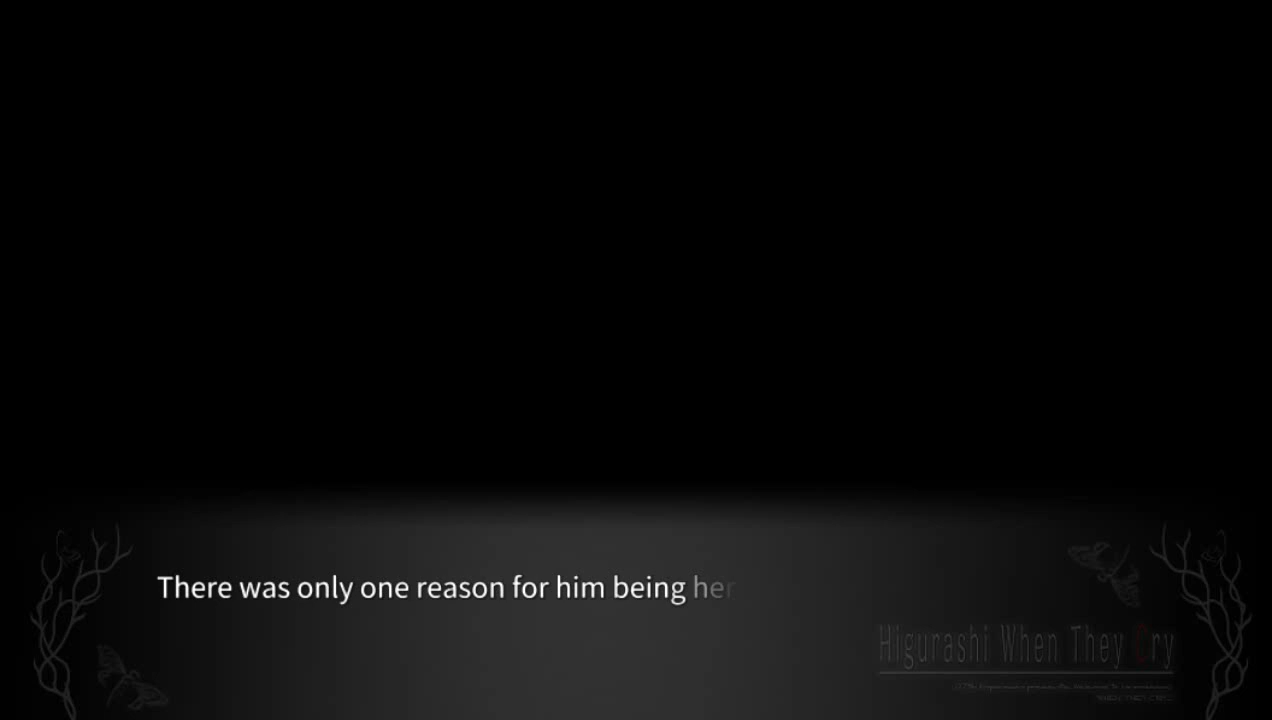 There was only one reason for him being her
Higurashi When They Cry